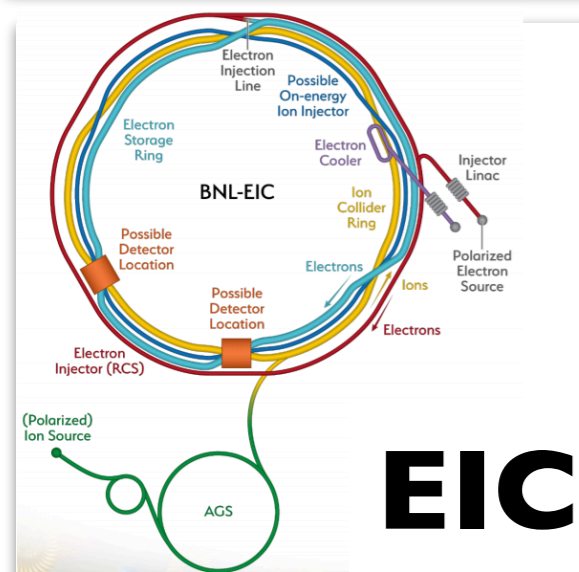 Electron
Injection
Line
Possible
On-energy
Ion Injector
Electron
Storage
Ring
Electron
Cooler
Injector
Linac
BNL-EIC
Ion
Collider
Ring
Possible
Detector
Location
Polarized
Electron
Source
Electrons
Ions
Possible
Detector
Location
Electrons
Electron
Injector (RCS)
(Polarized)
Ion Source
AGS
EIC